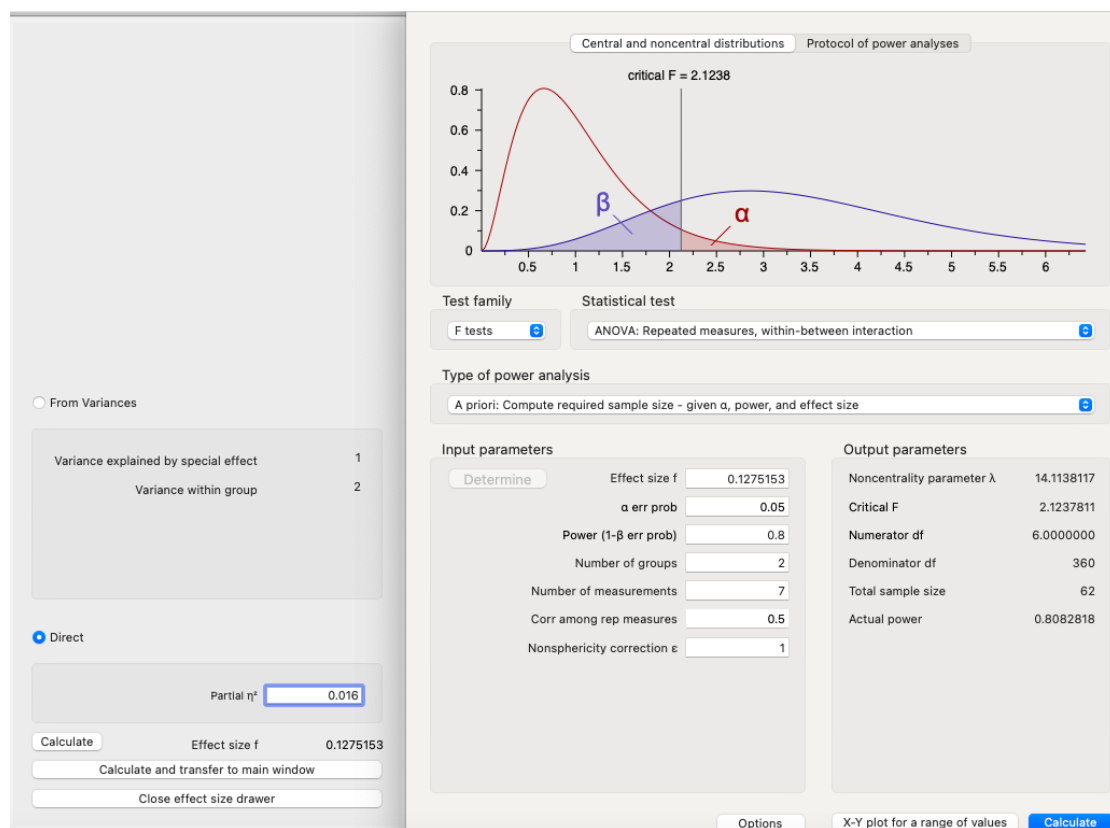 From Variances
Variance explained by special effect 1
Variance within group 2
Direct
Partial η² 0.016
Calculate Effect size f 0.1275153
Calculate and transfer to main window
Close effect size drawer
Central and noncentral distributions Protocol of power analyses
critical F = 2.1238
0.8
0.6
0.4
0.2
0
β
α
0.5 1 1.5 2 2.5 3 3.5 4 4.5 5 5.5 6
Test family Statistical test
F tests ANOVA: Repeated measures, within-between interaction
Type of power analysis
A priori: Compute required sample size - given α, power, and effect size
Input parameters
Determine Effect size f 0.1275153
α err prob 0.05
Power (1-β err prob) 0.8
Number of groups 2
Number of measurements 7
Corr among rep measures 0.5
Nonsphericity correction ε 1
Output parameters
Noncentrality parameter λ 14.1138117
Critical F 2.1237811
Numerator df 6.0000000
Denominator df 360
Total sample size 62
Actual power 0.8082818
Options X-Y plot for a range of values Calculate